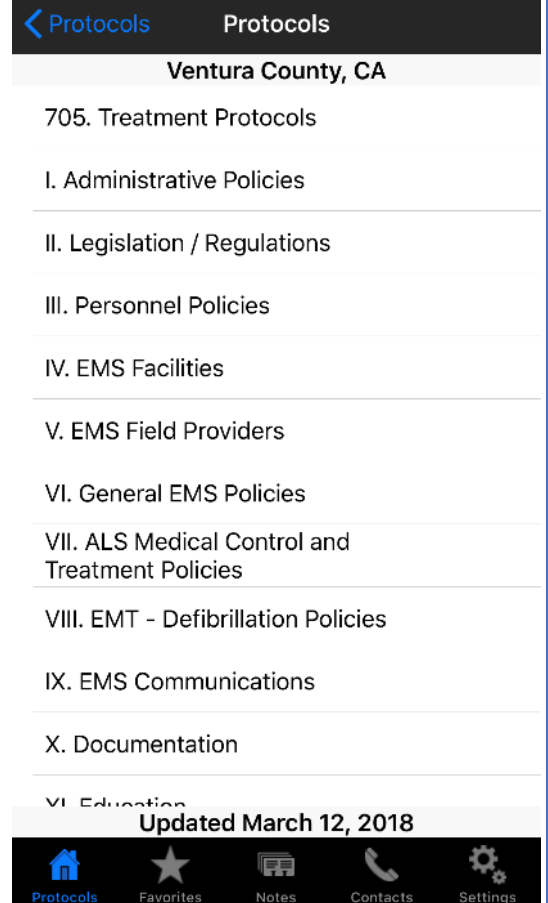 Protocols Protocols
Ventura County, CA
705. Treatment Protocols
I. Administrative Policies
II. Legislation / Regulations
III. Personnel Policies
IV. EMS Facilities
V. EMS Field Providers
VI. General EMS Policies
VII. ALS Medical Control and
Treatment Policies
VIII. EMT - Defibrillation Policies
IX. EMS Communications
X. Documentation
XI. Education
Updated March 12, 2018
Protocols Favorites Notes Contacts Settings